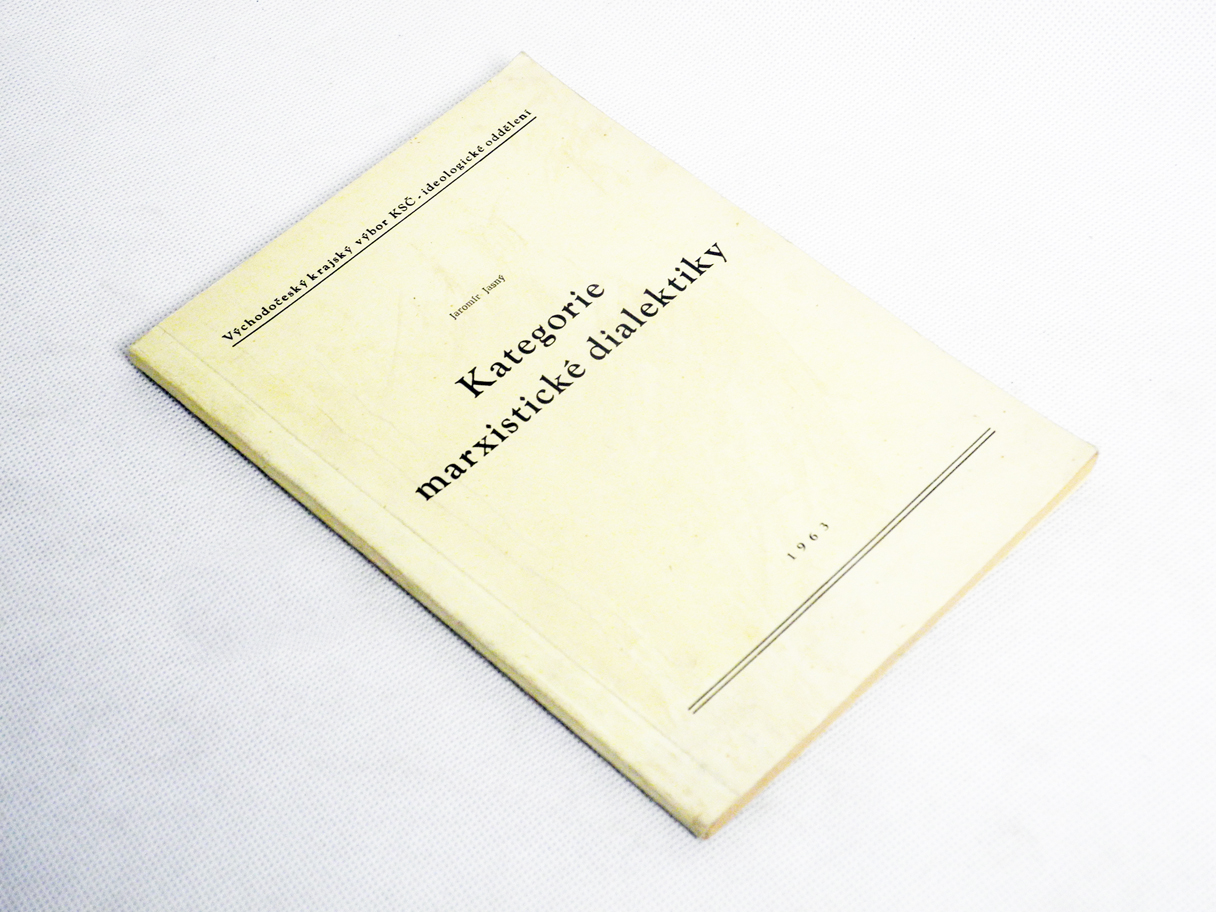 Východočeský krajský výbor KSČ - ideologické oddělení
Jaromír Jasný
Kategorie
marxistické dialektiky
1963